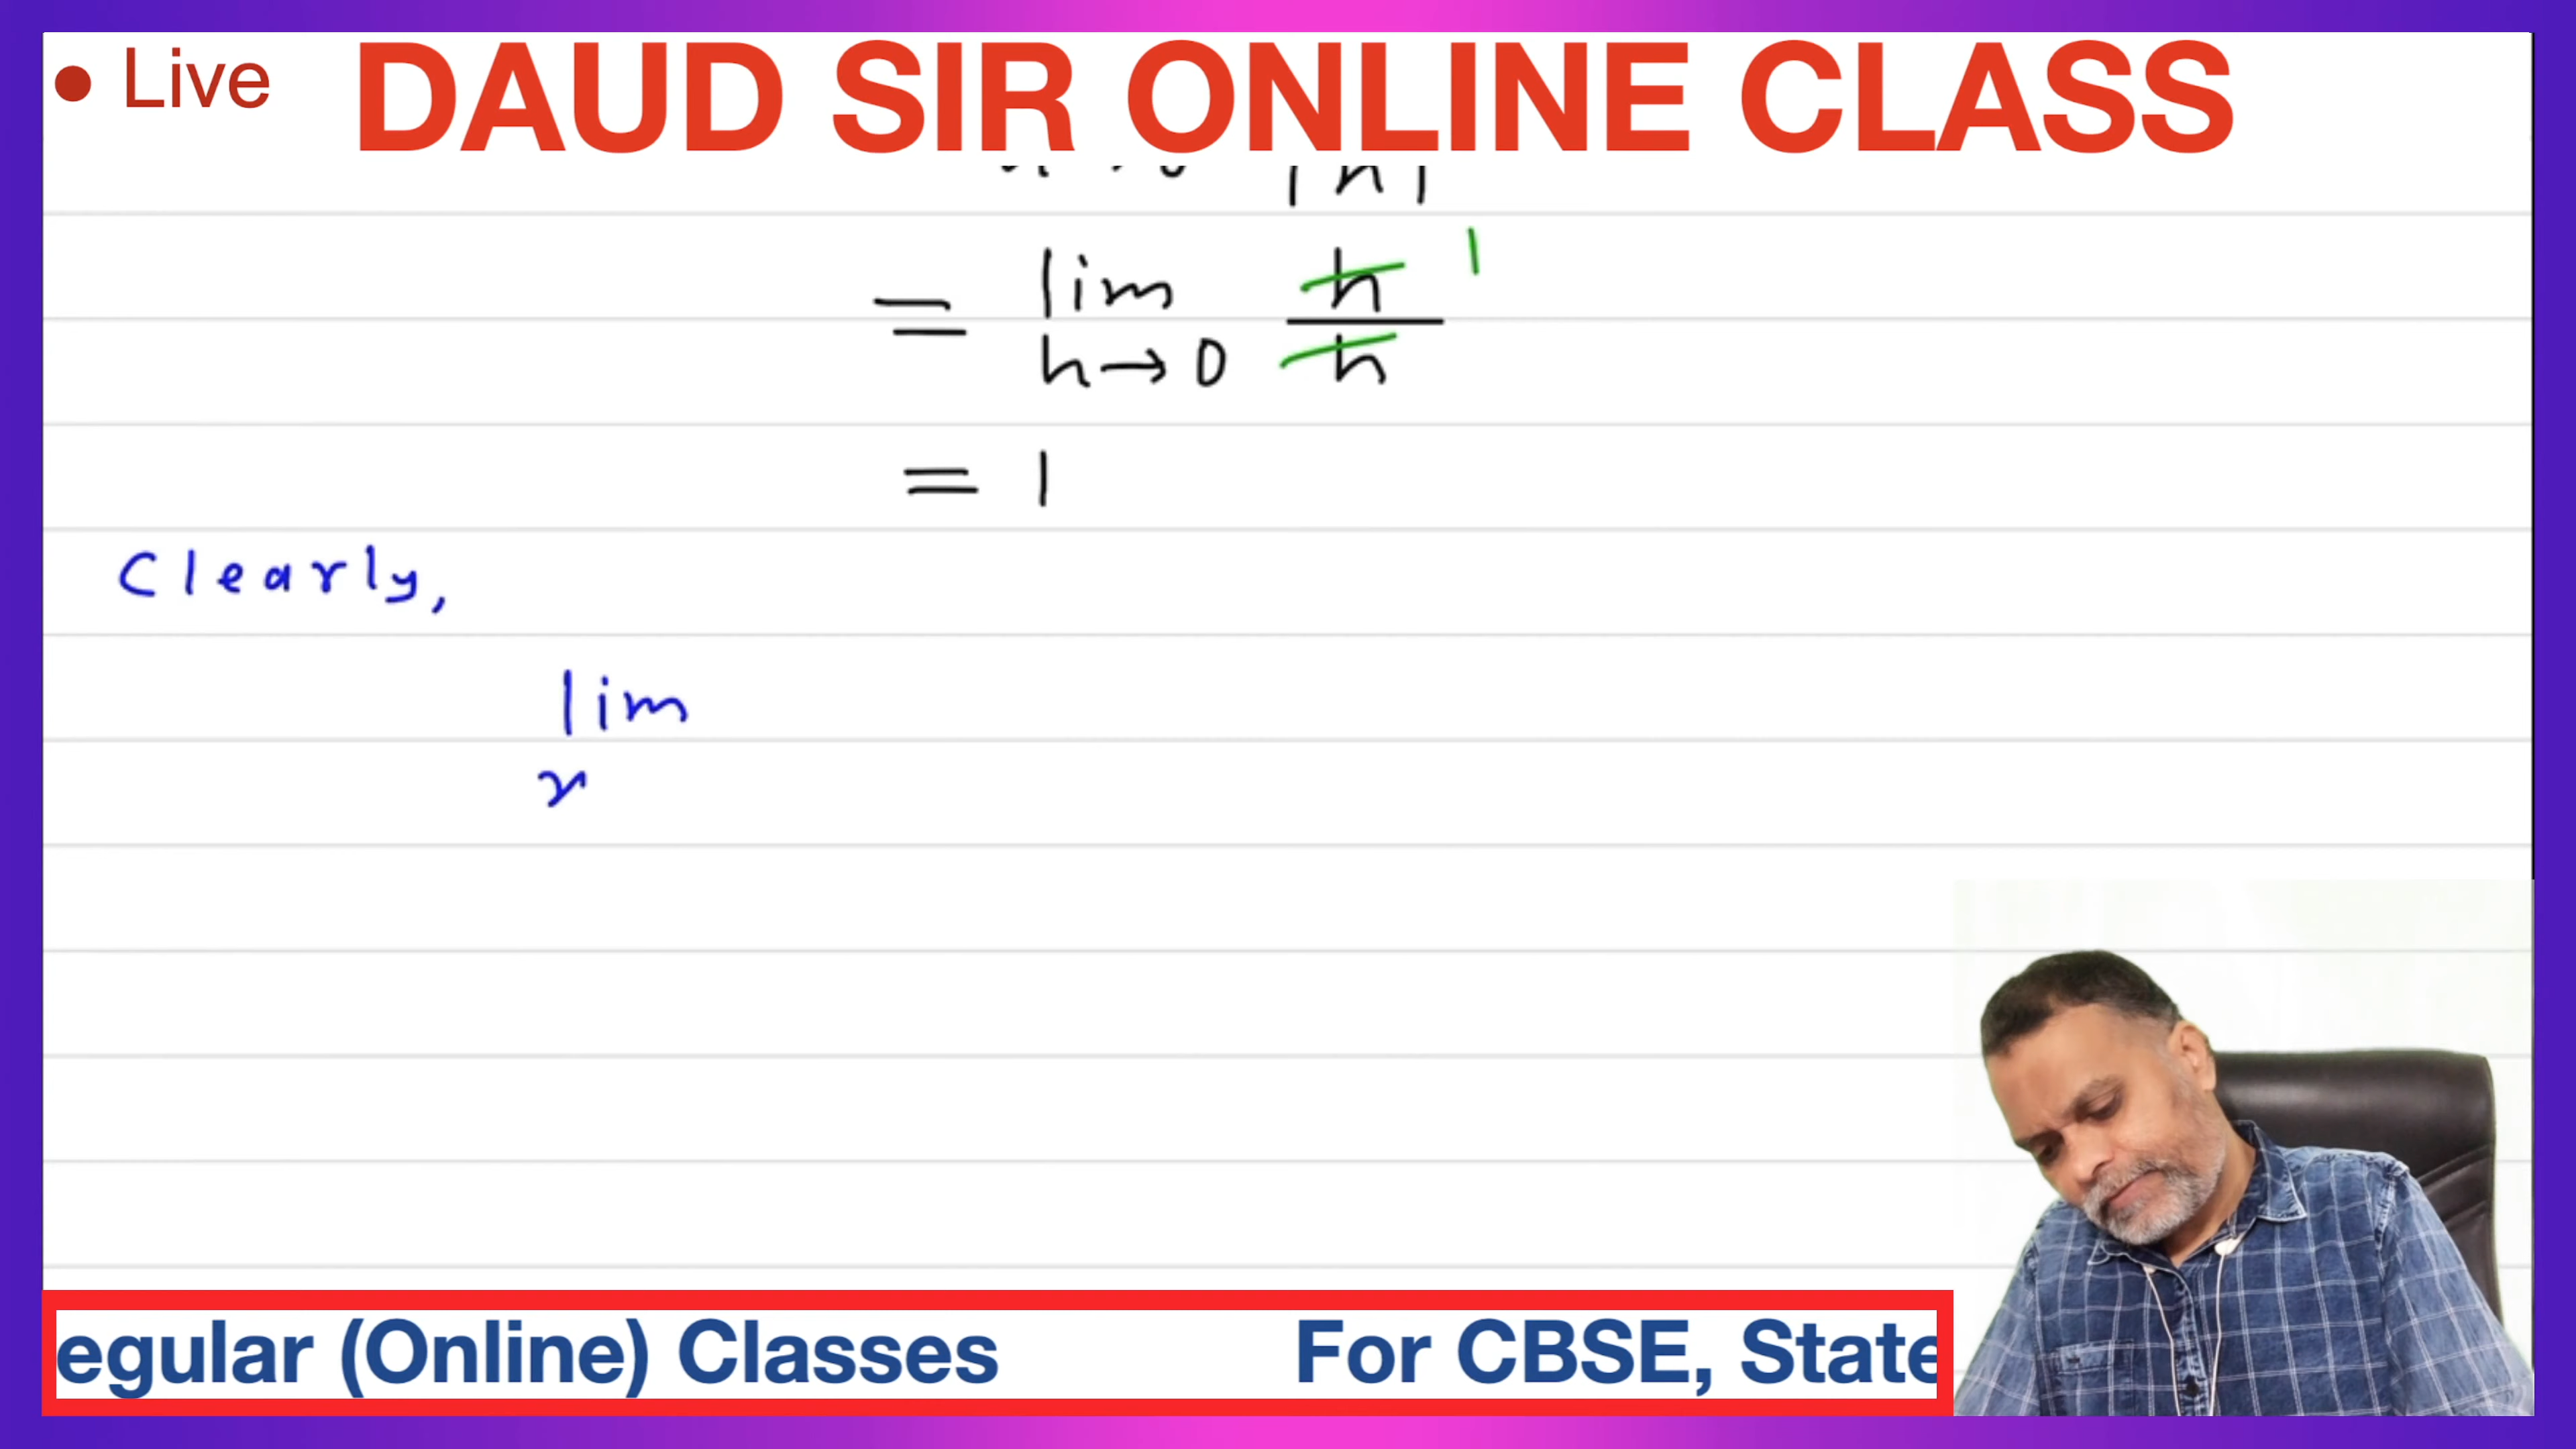 • Live DAUD SIR ONLINE CLASS
|h|
= lim h 1
h→0 h
= 1
Clearly,
lim
x
egular (Online) Classes For CBSE, State